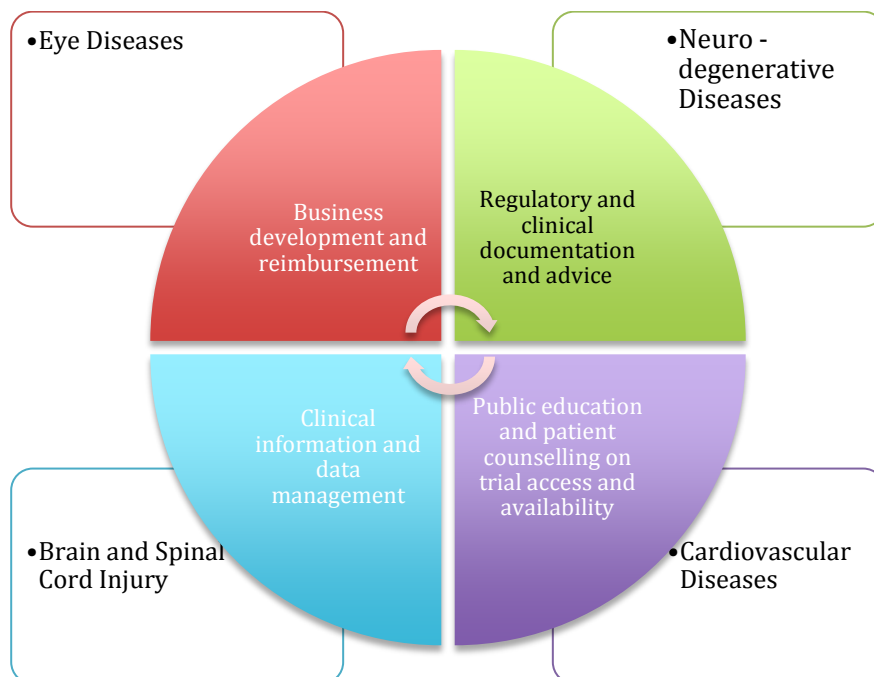 •Eye Diseases
•Neuro -
degenerative
Diseases
Business
development and
reimbursement
Regulatory and
clinical
documentation
and advice
Clinical
information and
data
management
Public education
and patient
counselling on
trial access and
availability
•Brain and Spinal
Cord Injury
•Cardiovascular
Diseases